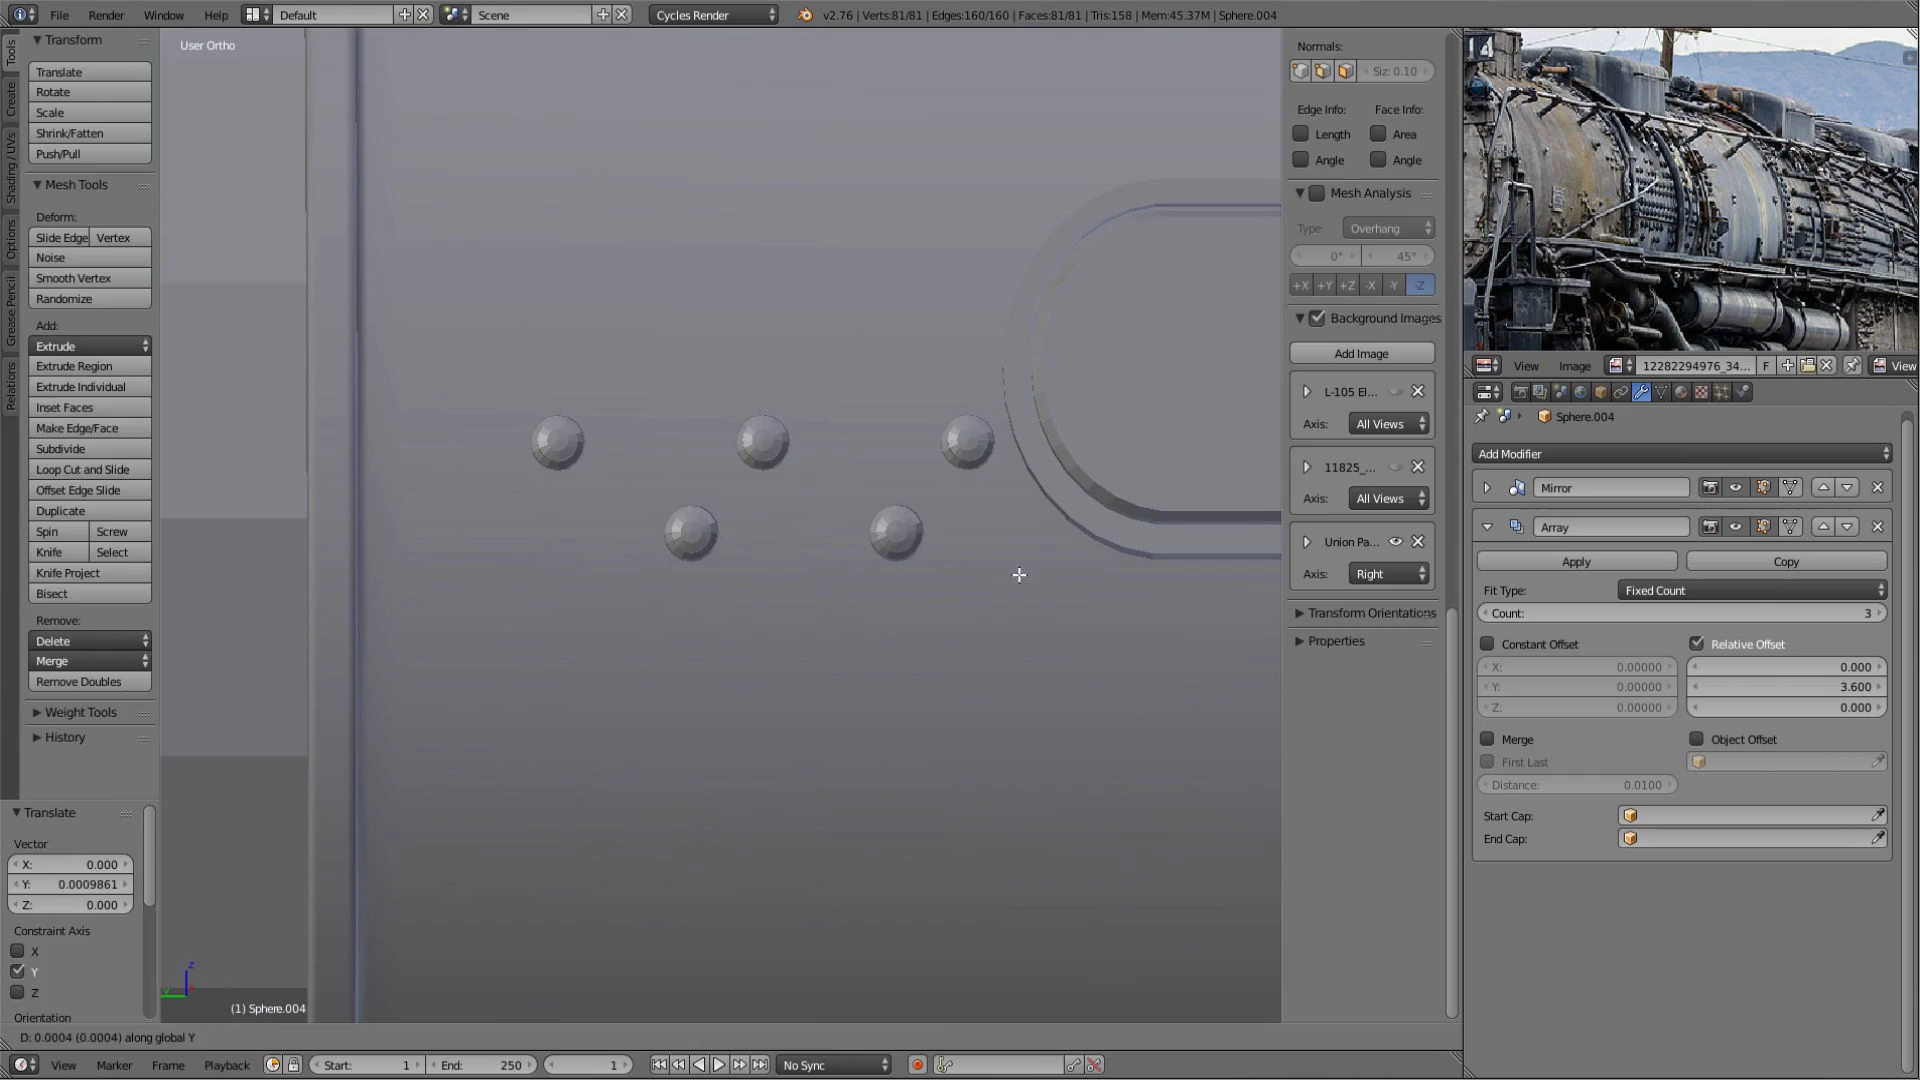 File Render Window Help Default Scene Cycles Render v2.76 | Verts:81/81 | Edges:160/160 | Faces:81/81 | Tris:158 | Mem:45.37M | Sphere.004
Tools
Create
Shading / UVs
Options
Grease Pencil
Relations
Transform
Translate
Rotate
Scale
Shrink/Fatten
Push/Pull
Mesh Tools
Deform:
Slide Edge Vertex
Noise
Smooth Vertex
Randomize
Add:
Extrude
Extrude Region
Extrude Individual
Inset Faces
Make Edge/Face
Subdivide
Loop Cut and Slide
Offset Edge Slide
Duplicate
Spin Screw
Knife Select
Knife Project
Bisect
Remove:
Delete
Merge
Remove Doubles
Weight Tools
History
Translate
Vector
X: 0.000
Y: 0.0009861
Z: 0.000
Constraint Axis
X
Y
Z
Orientation
User Ortho
z
y
(1) Sphere.004
D: 0.0004 (0.0004) along global Y
Normals:
Siz: 0.10
Edge Info: Face Info:
Length Area
Angle Angle
Mesh Analysis
Type: Overhang
0° 45°
+X +Y +Z -X -Y -Z
Background Images
Add Image
L-105 El...
Axis: All Views
11825_...
Axis: All Views
Union Pa...
Axis: Right
Transform Orientations
Properties
View Image 12282294976_34... F View
Sphere.004
Add Modifier
Mirror
Array
Apply Copy
Fit Type: Fixed Count
Count: 3
Constant Offset Relative Offset
X: 0.00000 0.000
Y: 0.00000 3.600
Z: 0.00000 0.000
Merge Object Offset
First Last
Distance: 0.0100
Start Cap:
End Cap:
View Marker Frame Playback Start: 1 End: 250 1 No Sync